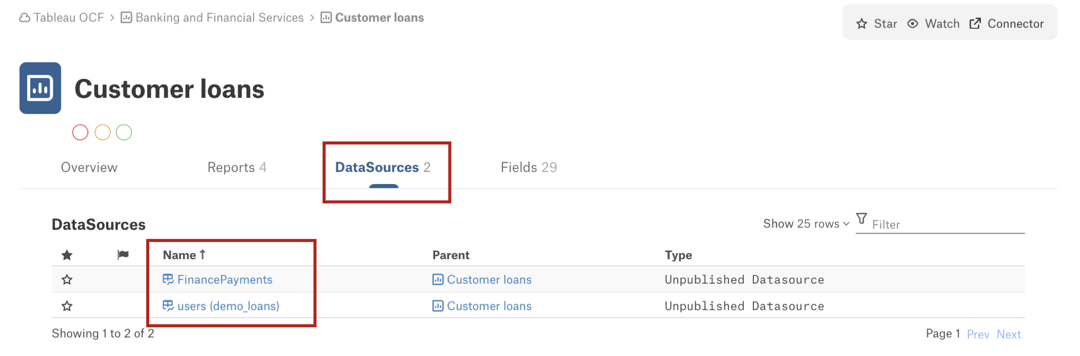 Tableau OCF > Banking and Financial Services > Customer loans
Star Watch Connector
Customer loans
Overview Reports 4 DataSources 2 Fields 29
DataSources
Show 25 rows Filter
Name ↑ Parent Type
FinancePayments Customer loans Unpublished Datasource
users (demo_loans) Customer loans Unpublished Datasource
Showing 1 to 2 of 2 Page 1 Prev Next